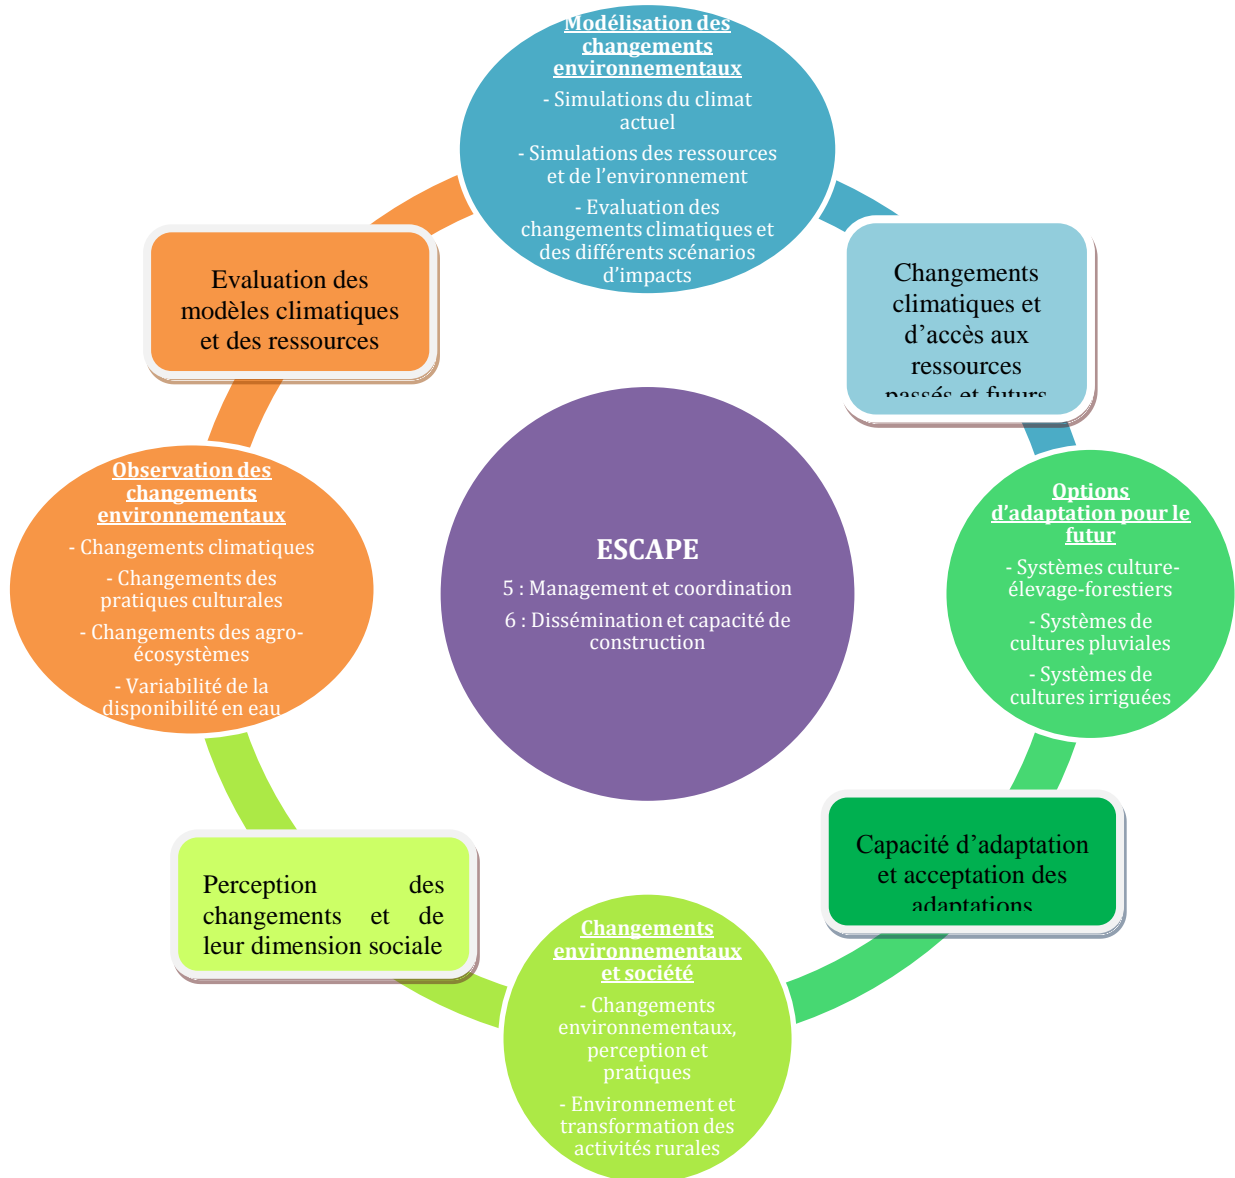 Modélisation des
changements
environnementaux
- Simulations du climat
actuel
- Simulations des ressources
et de l’environnement
- Evaluation des
changements climatiques et
des différents scénarios
d’impacts
Evaluation des
modèles climatiques
et des ressources
Changements
climatiques et
d’accès aux
ressources
passés et futurs
Observation des
changements
environnementaux
- Changements climatiques
- Changements des
pratiques culturales
- Changements des agro-
écosystèmes
- Variabilité de la
disponibilité en eau
ESCAPE
5 : Management et coordination
6 : Dissémination et capacité de
construction
Options
d’adaptation pour le
futur
- Systèmes culture-
élevage-forestiers
- Systèmes de
cultures pluviales
- Systèmes de
cultures irriguées
Perception des
changements et de
leur dimension sociale
Capacité d’adaptation
et acceptation des
adaptations
Changements
environnementaux
et société
- Changements
environnementaux,
perception et
pratiques
- Environnement et
transformation des
activités rurales